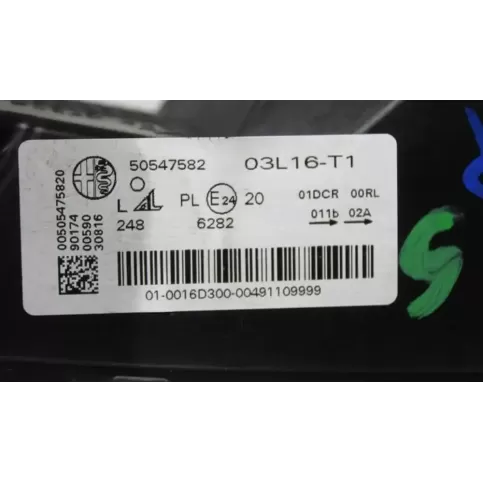 50547582 03L16-T1
L AL PL E24 20 01DCR 00RL
248 6282 011b 02A
00505475820
90174
00590
30816
01-0016D300-00491109999
S